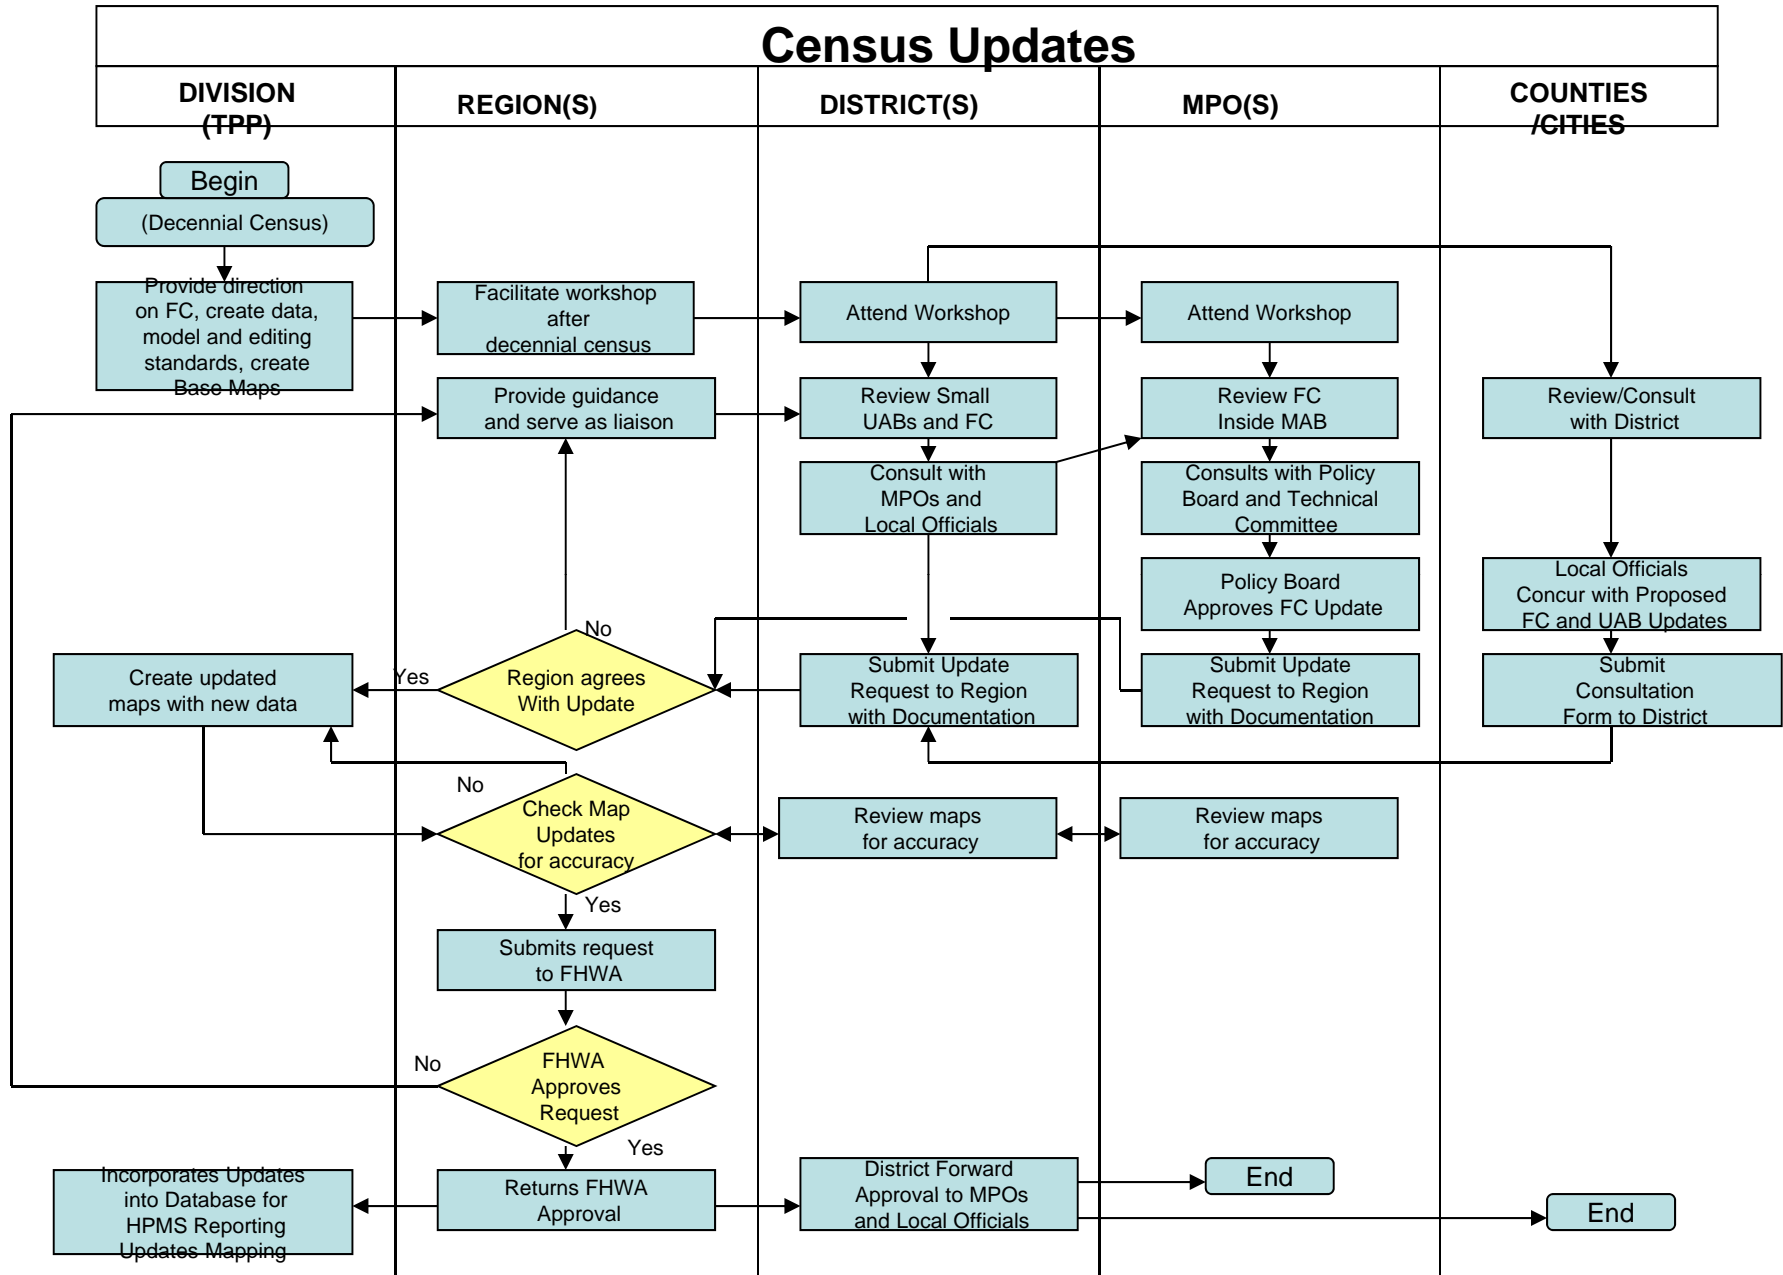 Census Updates
DIVISION
(TPP)
REGION(S)
DISTRICT(S)
MPO(S)
COUNTIES
/CITIES
Begin
(Decennial Census)
Provide direction
on FC, create data,
model and editing
standards, create
Base Maps
Facilitate workshop
after
decennial census
Attend Workshop
Attend Workshop
Provide guidance
and serve as liaison
Review Small
UABs and FC
Review FC
Inside MAB
Review/Consult
with District
Consult with
MPOs and
Local Officials
Consults with Policy
Board and Technical
Committee
Policy Board
Approves FC Update
Local Officials
Concur with Proposed
FC and UAB Updates
No
Create updated
maps with new data
Yes
Region agrees
With Update
Submit Update
Request to Region
with Documentation
Submit Update
Request to Region
with Documentation
Submit
Consultation
Form to District
No
Check Map
Updates
for accuracy
Review maps
for accuracy
Review maps
for accuracy
Yes
Submits request
to FHWA
No
FHWA
Approves
Request
Yes
Incorporates Updates
into Database for
HPMS Reporting
Updates Mapping
Returns FHWA
Approval
District Forward
Approval to MPOs
and Local Officials
End
End